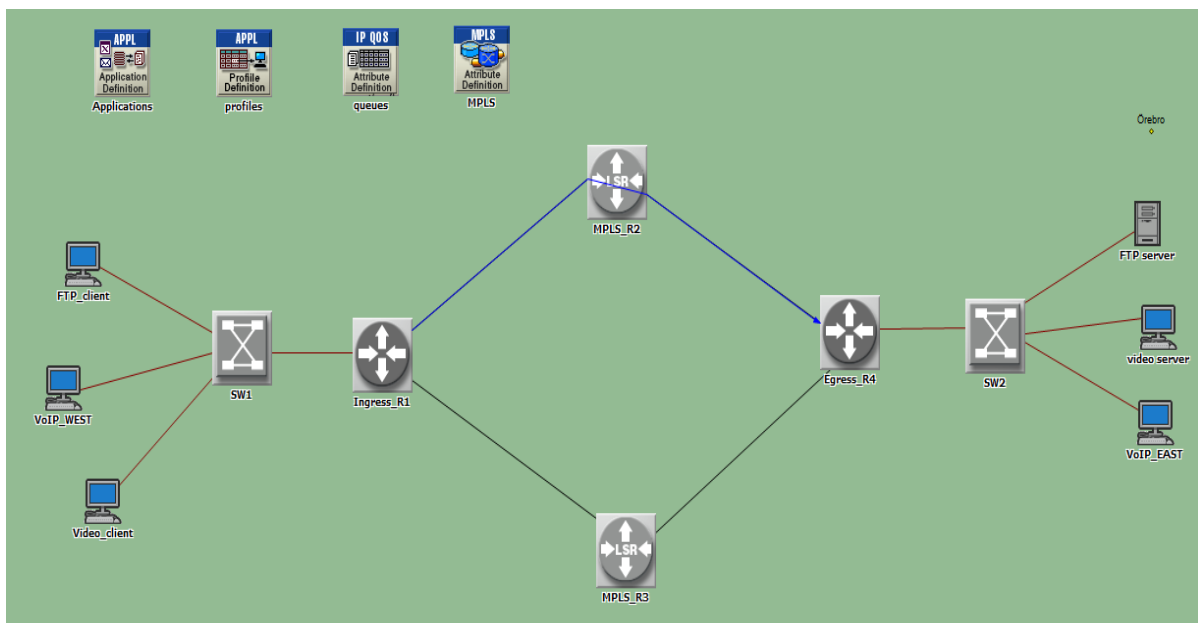 APPL
Application
Definition
Applications
APPL
Profile
Definition
profiles
IP QOS
Attribute
Definition
queues
MPLS
Attribute
Definition
MPLS
Örebro
LSR
MPLS_R2
FTP server
FTP_client
video server
Égress_R4
SW2
SW1
Ingress_R1
VoIP_WEST
VoIP_EAST
Video_client
LSR
MPLS_R3